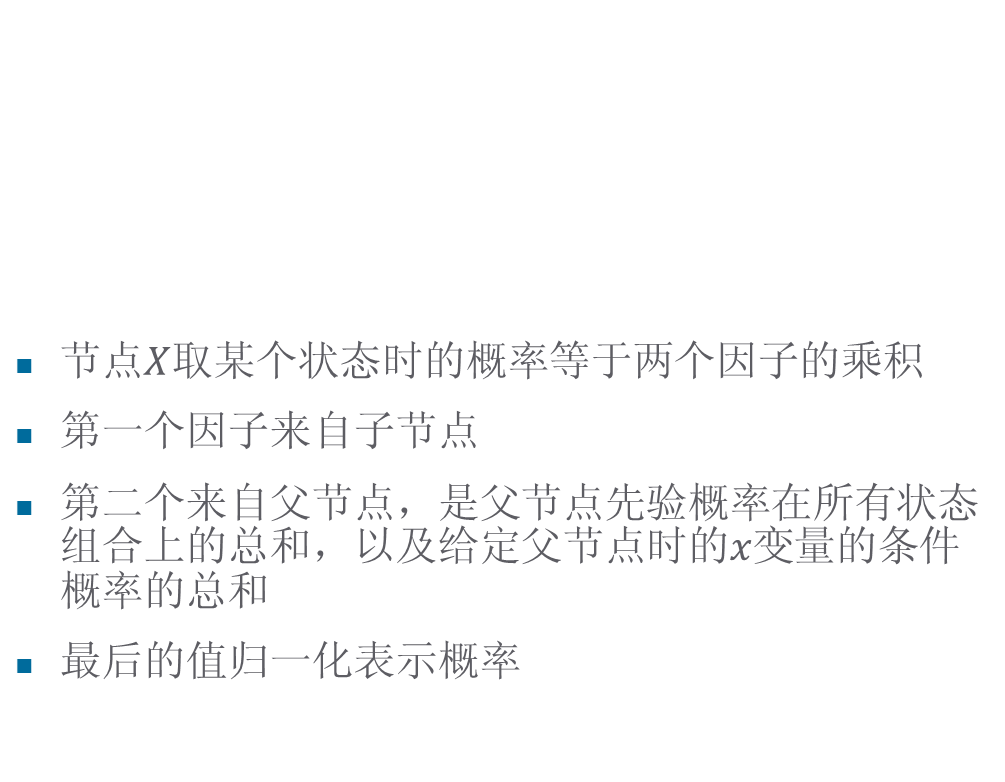 节点X取某个状态时的概率等于两个因子的乘积
第一个因子来自子节点
第二个来自父节点，是父节点先验概率在所有状态
组合上的总和，以及给定父节点时的x变量的条件
概率的总和
最后的值归一化表示概率